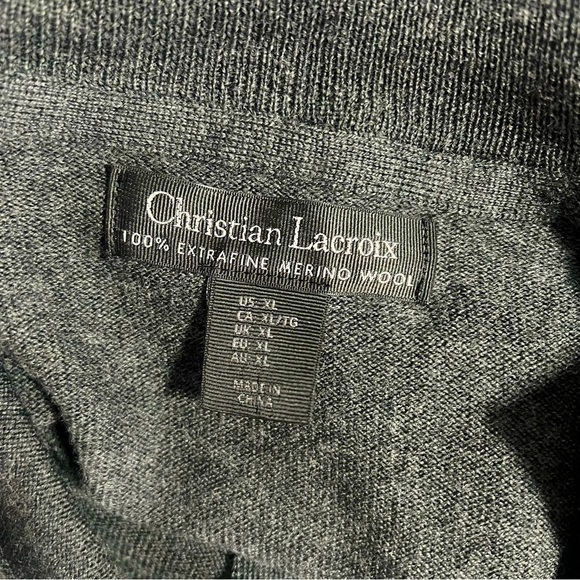 Christian Lacroix
100% EXTRAFINE MERINO WOOL
US: XL
CA: XL/TG
UK: XL
EU: XL
AU: XL
MADE IN
CHINA